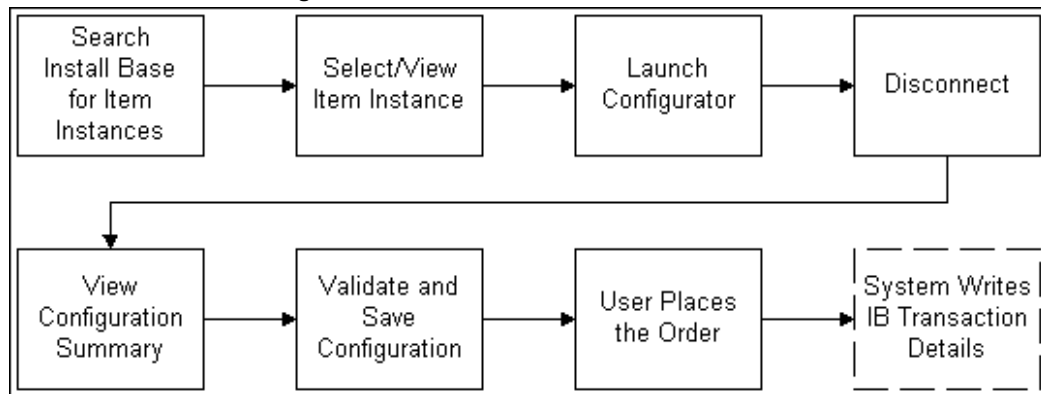 Search
Install Base
for Item
Instances
Select/View
Item Instance
Launch
Configurator
Disconnect
View
Configuration
Summary
Validate and
Save
Configuration
User Places
the Order
System Writes
IB Transaction
Details